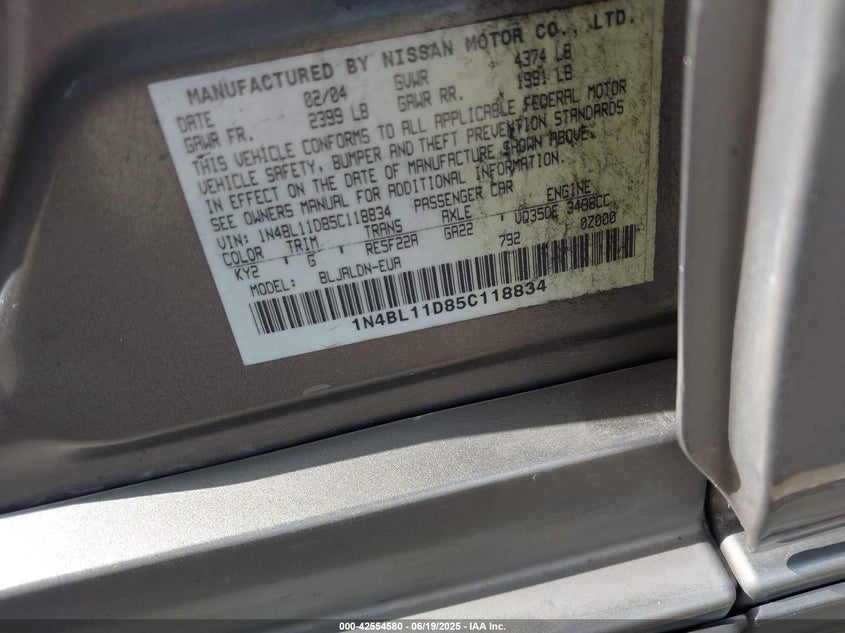 MANUFACTURED BY NISSAN MOTOR CO., LTD.
DATE 02/04 GVWR 4374 LB
GAWR FR. 2399 LB GAWR RR. 1991 LB
THIS VEHICLE CONFORMS TO ALL APPLICABLE FEDERAL MOTOR
VEHICLE SAFETY, BUMPER AND THEFT PREVENTION STANDARDS
IN EFFECT ON THE DATE OF MANUFACTURE SHOWN ABOVE.
SEE OWNERS MANUAL FOR ADDITIONAL INFORMATION.
VIN: 1N4BL11D85C118834 PASSENGER CAR
COLOR TRIM TRANS AXLE ENGINE
KY2 G RE5F22A GA22 VQ35DE 3498CC
MODEL: BLJALDN-EUA 792 0Z000
1N4BL11D85C118834
000-42554580 - 06/19/2025 - IAA Inc.